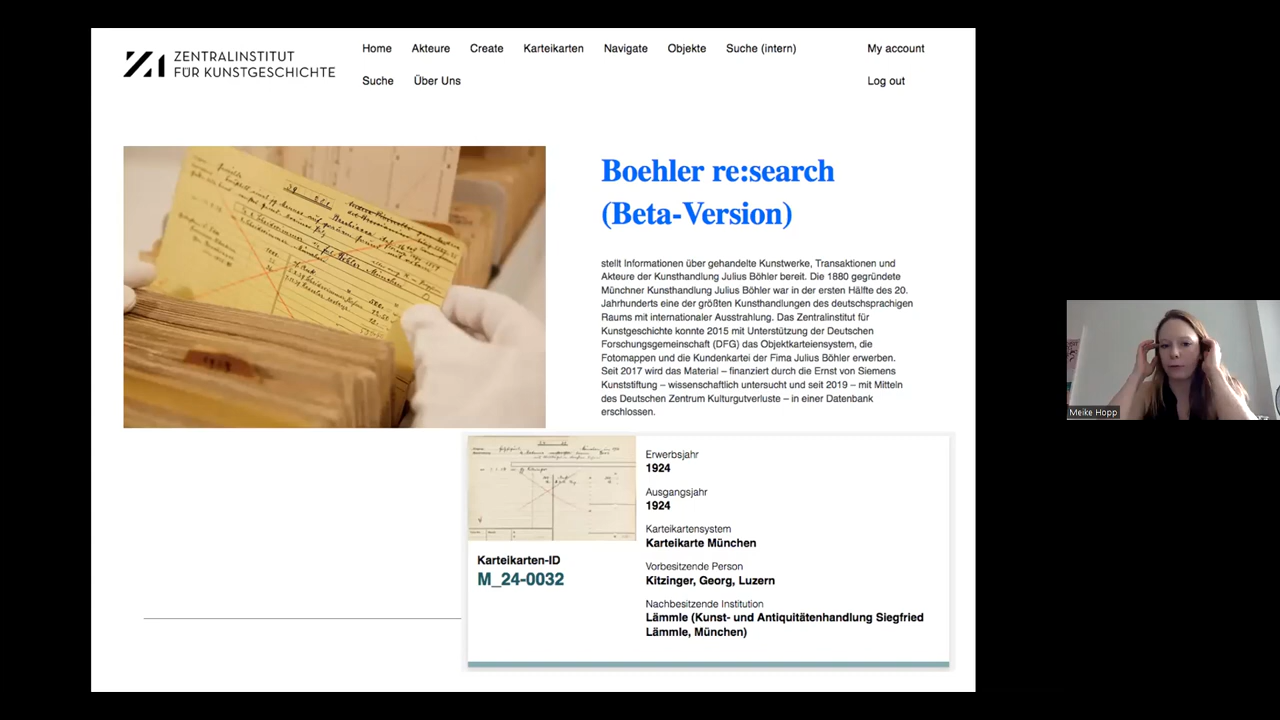 ZENTRALINSTITUT
FÜR KUNSTGESCHICHTE
Home Akteure Create Karteikarten Navigate Objekte Suche (intern)
Suche Über Uns
My account
Log out
Boehler re:search
(Beta-Version)
stellt Informationen über gehandelte Kunstwerke, Transaktionen und
Akteure der Kunsthandlung Julius Böhler bereit. Die 1880 gegründete
Münchner Kunsthandlung Julius Böhler war in der ersten Hälfte des 20.
Jahrhunderts eine der größten Kunsthandlungen des deutschsprachigen
Raums mit internationaler Ausstrahlung. Das Zentralinstitut für
Kunstgeschichte konnte 2015 mit Unterstützung der Deutschen
Forschungsgemeinschaft (DFG) das Objektkarteiensystem, die
Fotomappen und die Kundenkartei der Fima Julius Böhler erwerben.
Seit 2017 wird das Material – finanziert durch die Ernst von Siemens
Kunststiftung – wissenschaftlich untersucht und seit 2019 – mit Mitteln
des Deutschen Zentrum Kulturgutverluste – in einer Datenbank
erschlossen.
Karteikarten-ID
M_24-0032
Erwerbsjahr
1924
Ausgangsjahr
1924
Karteikartensystem
Karteikarte München
Vorbesitzende Person
Kitzinger, Georg, Luzern
Nachbesitzende Institution
Lämmle (Kunst- und Antiquitätenhandlung Siegfried
Lämmle, München)
Meike Hopp